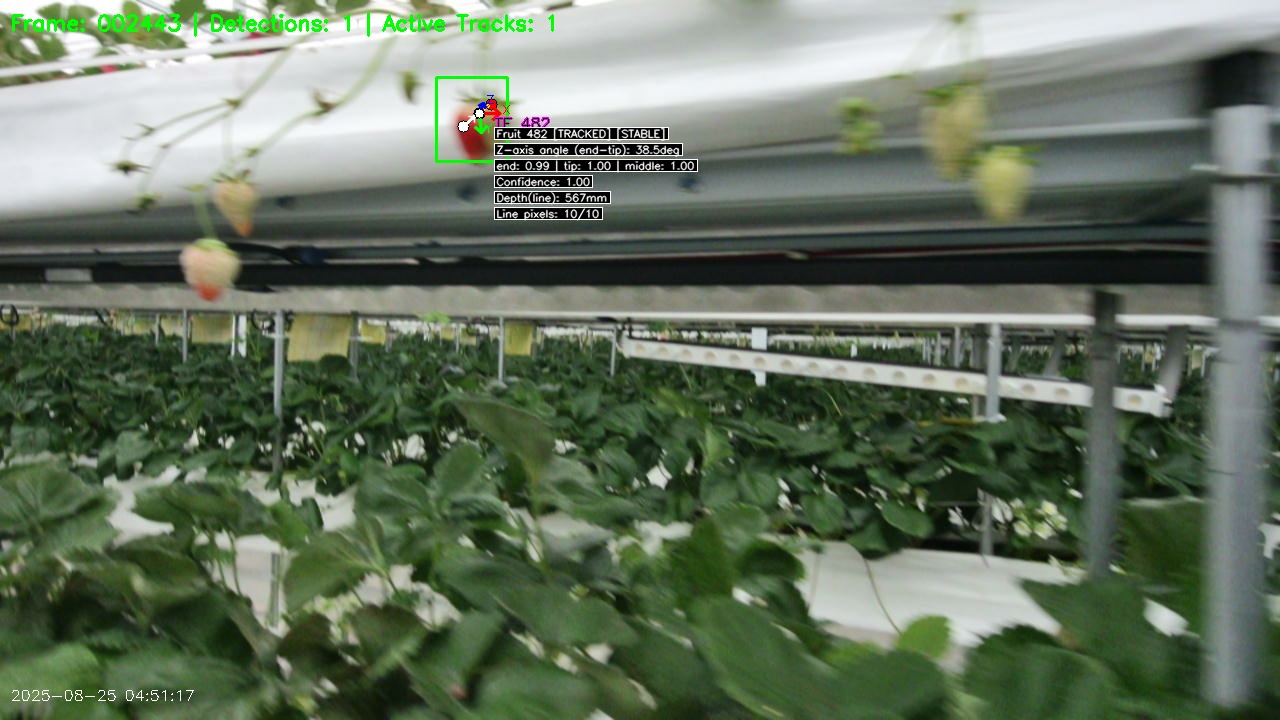 Frame: 002443 | Detections: 1 | Active Tracks: 1
Z
X
TF 482
Fruit 482 [TRACKED] [STABLE]
Z-axis angle (end-tip): 38.5deg
end: 0.99 | tip: 1.00 | middle: 1.00
Confidence: 1.00
Depth(line): 567mm
Line pixels: 10/10
2025-08-25 04:51:17